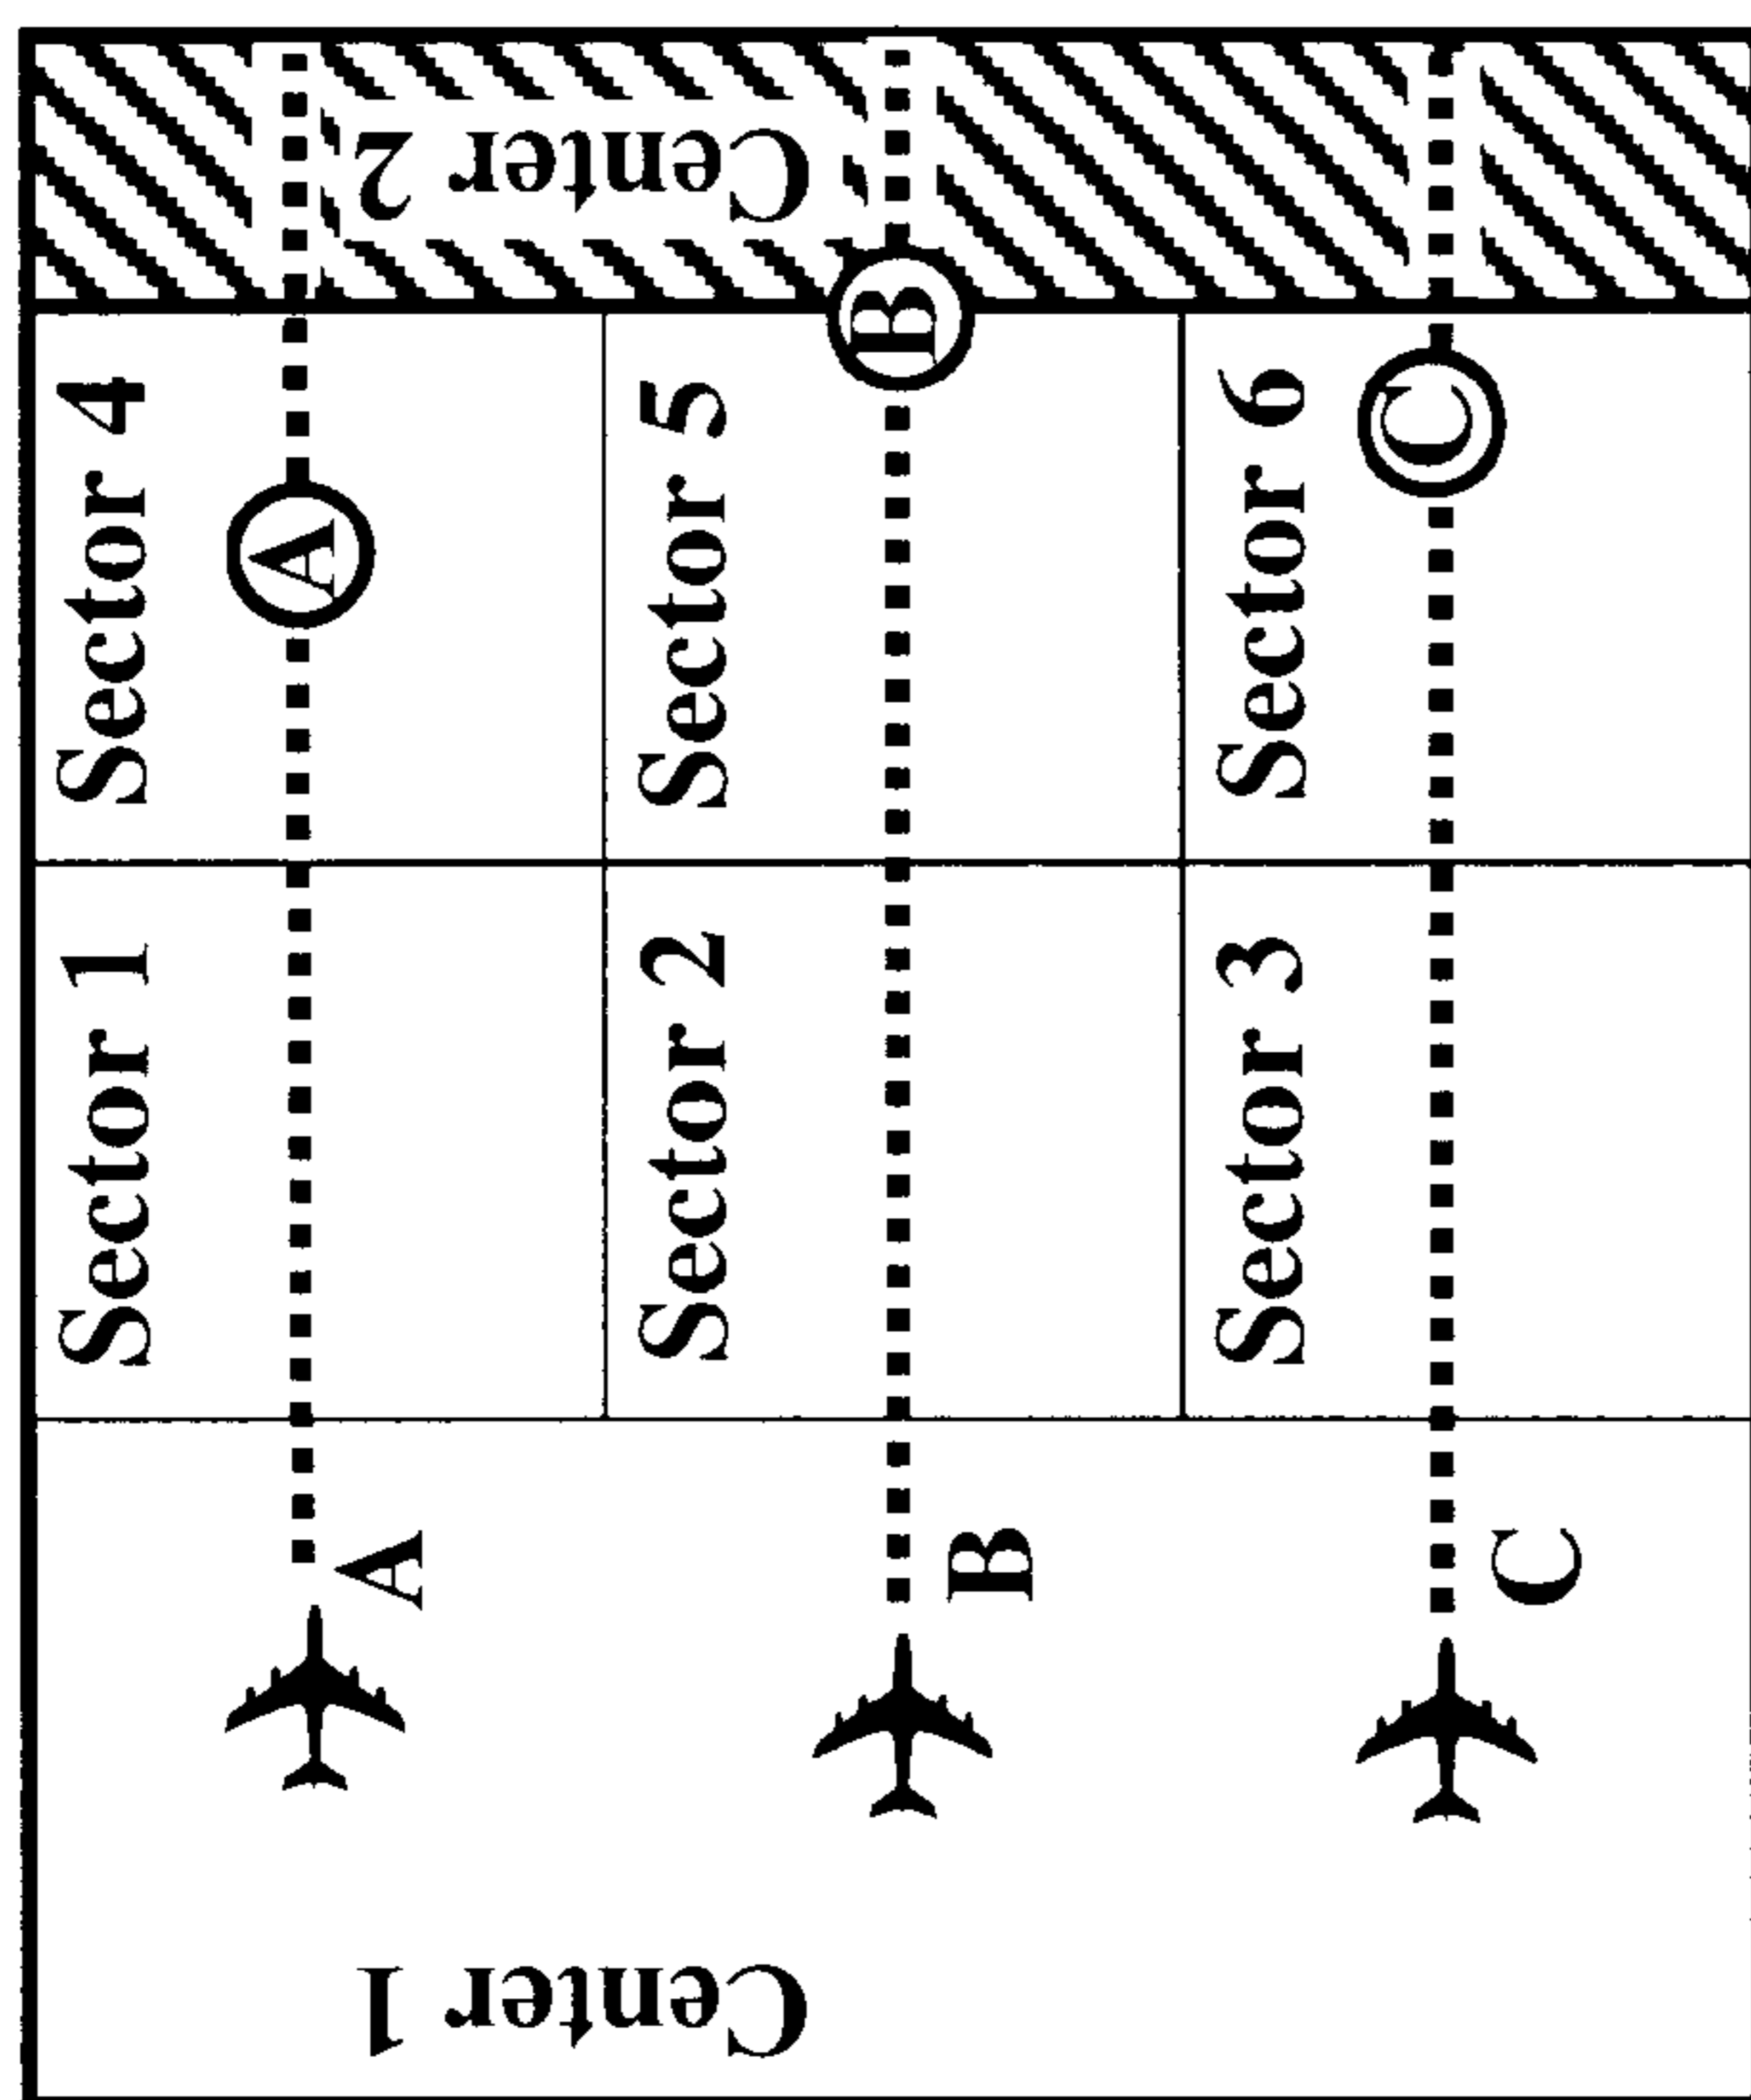 Center 1
A
B
C
Sector 1
Sector 2
Sector 3
Sector 4
Sector 5
Sector 6
A
B
C
Center 2